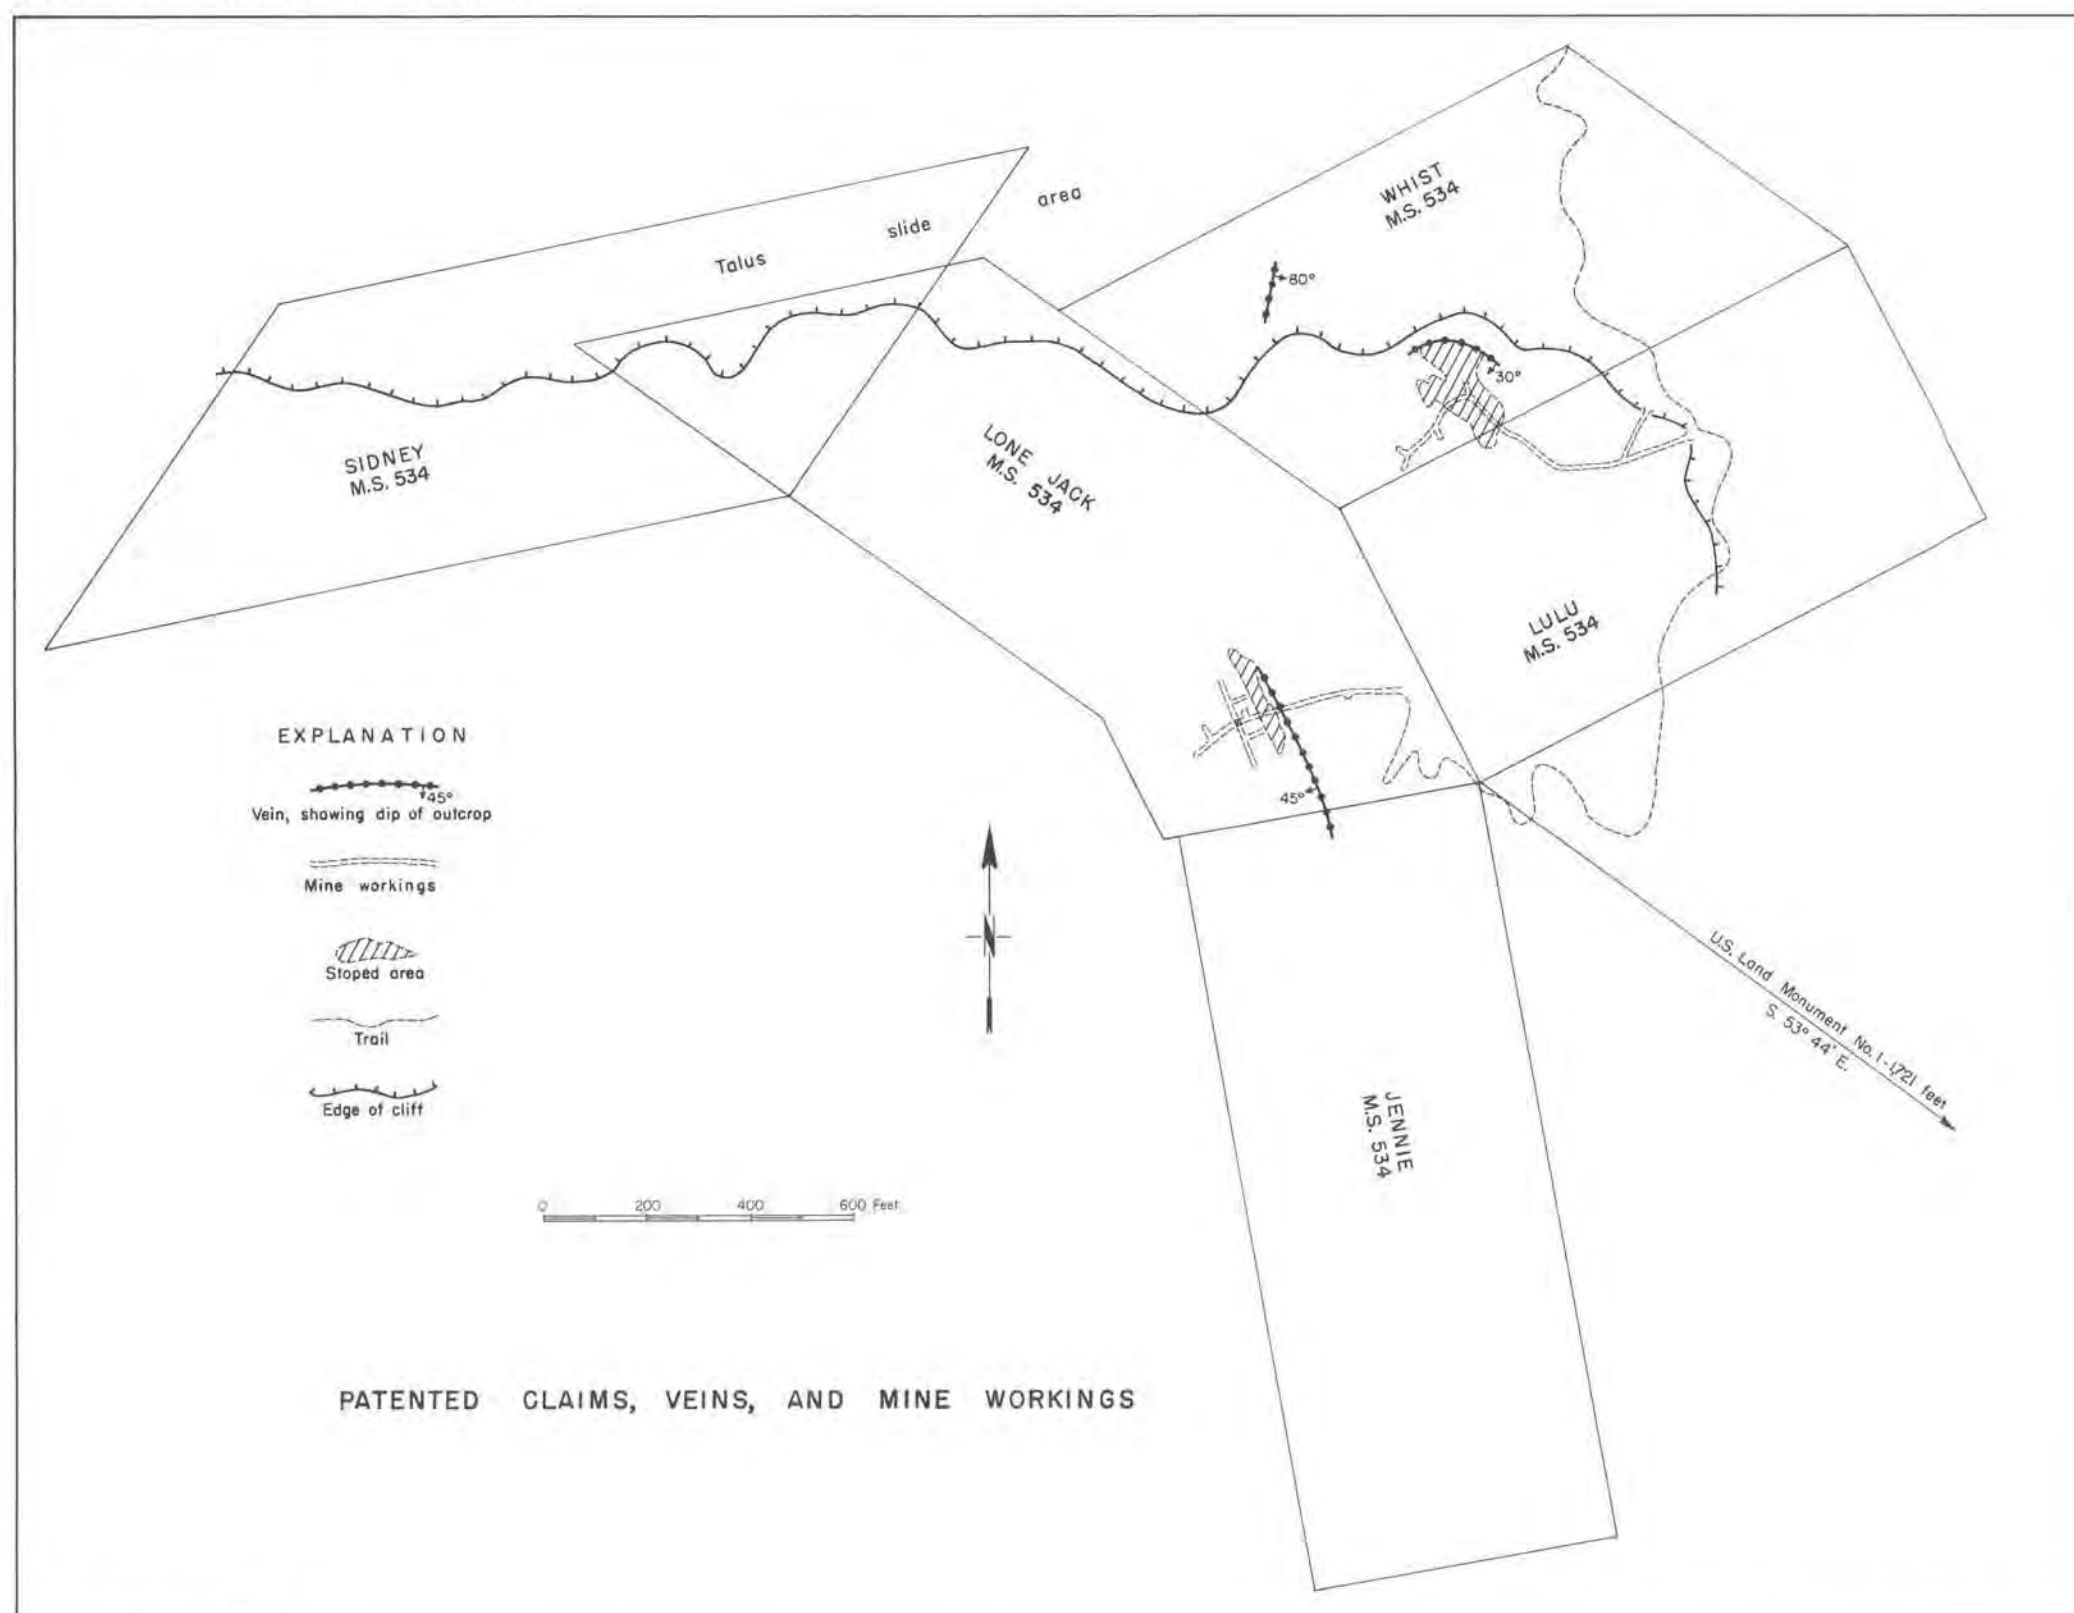 WHIST
M.S. 534
Talus slide area
80°
30°
SIDNEY
M.S. 534
LONE JACK
M.S. 534
LULU
M.S. 534
45°
EXPLANATION
45°
Vein, showing dip of outcrop
Mine workings
Stoped area
Trail
Edge of cliff
N
U.S. Land Monument No. 1-1,721 feet
S. 53° 44' E.
JENNIE
M.S. 534
0 200 400 600 Feet
PATENTED CLAIMS, VEINS, AND MINE WORKINGS